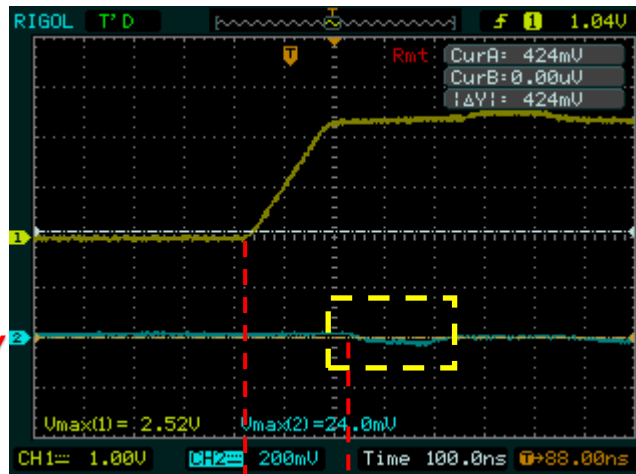 RIGOL T'D T f 1 1.04V
T Rmt CurA: 424mV
CurB:0.00uV
|ΔY|: 424mV
1
2
Vmax(1)= 2.52V Vmax(2)=24.0mV
CH1 1.00V CH2 200mV Time 100.0ns T→88.00ns